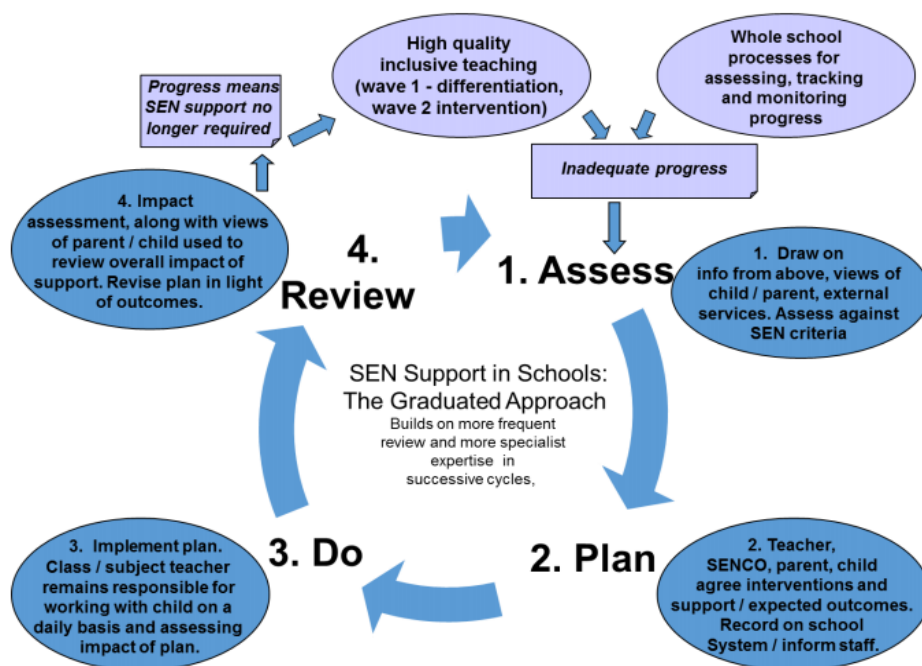 High quality
inclusive teaching
(wave 1 - differentiation,
wave 2 intervention)
Whole school
processes for
assessing, tracking
and monitoring
progress
Progress means
SEN support no
longer required
Inadequate progress
4. Impact
assessment, along with views
of parent / child used to
review overall impact of
support. Revise plan in light
of outcomes.
4.
Review
1. Assess
1. Draw on
info from above, views of
child / parent, external
services. Assess against
SEN criteria
SEN Support in Schools:
The Graduated Approach
Builds on more frequent
review and more specialist
expertise in
successive cycles,
3. Implement plan.
Class / subject teacher
remains responsible for
working with child on a
daily basis and assessing
impact of plan.
3. Do
2. Plan
2. Teacher,
SENCO, parent, child
agree interventions and
support / expected outcomes.
Record on school
System / inform staff.